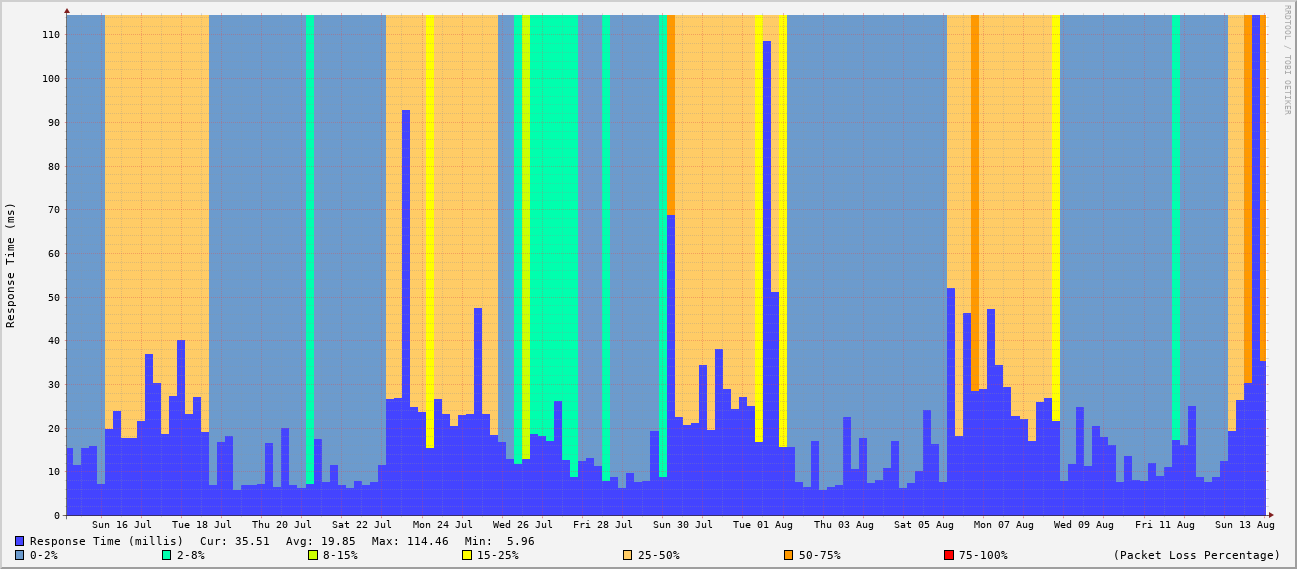 RRDTOOL / TOBI OETIKER
Response Time (ms)
110
100
90
80
70
60
50
40
30
20
10
0
Sun 16 Jul Tue 18 Jul Thu 20 Jul Sat 22 Jul Mon 24 Jul Wed 26 Jul Fri 28 Jul Sun 30 Jul Tue 01 Aug Thu 03 Aug Sat 05 Aug Mon 07 Aug Wed 09 Aug Fri 11 Aug Sun 13 Aug
Response Time (millis) Cur: 35.51 Avg: 19.85 Max: 114.46 Min: 5.96
0-2% 2-8% 8-15% 15-25% 25-50% 50-75% 75-100% (Packet Loss Percentage)